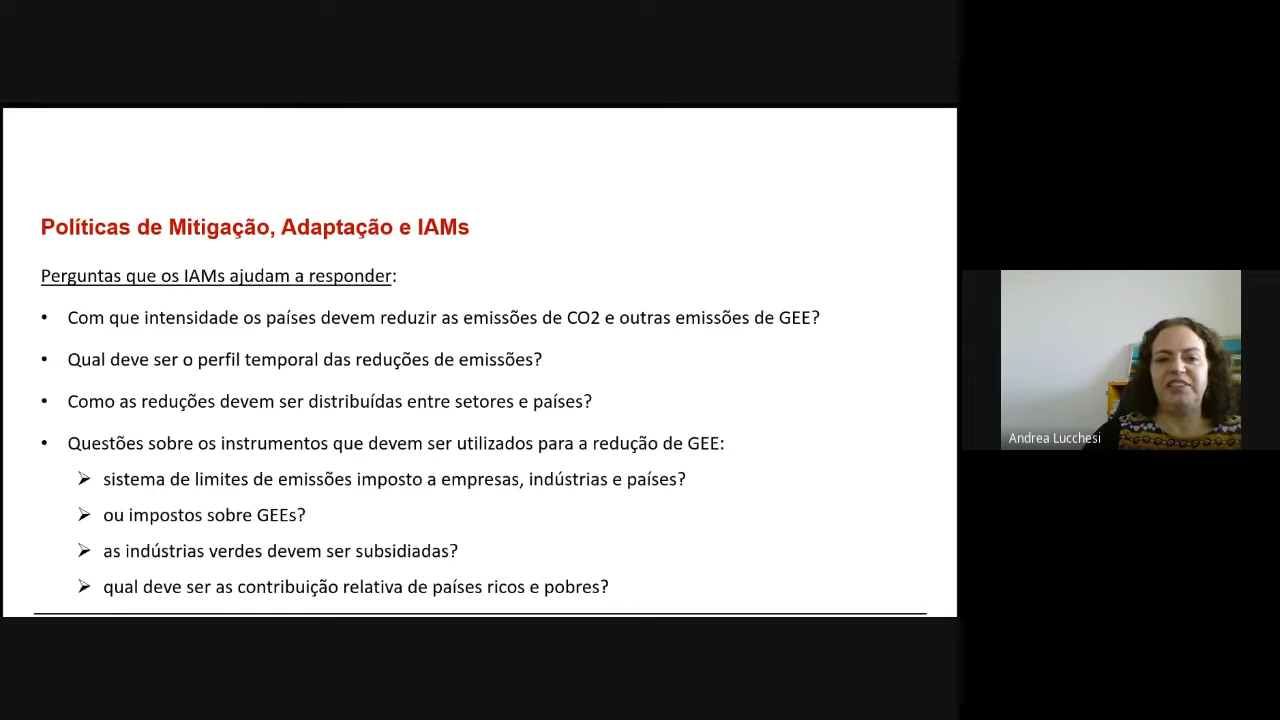 Políticas de Mitigação, Adaptação e IAMs
Perguntas que os IAMs ajudam a responder:
• Com que intensidade os países devem reduzir as emissões de CO2 e outras emissões de GEE?
• Qual deve ser o perfil temporal das reduções de emissões?
• Como as reduções devem ser distribuídas entre setores e países?
• Questões sobre os instrumentos que devem ser utilizados para a redução de GEE:
➢ sistema de limites de emissões imposto a empresas, indústrias e países?
➢ ou impostos sobre GEEs?
➢ as indústrias verdes devem ser subsidiadas?
➢ qual deve ser as contribuição relativa de países ricos e pobres?
Andrea Lucchesi